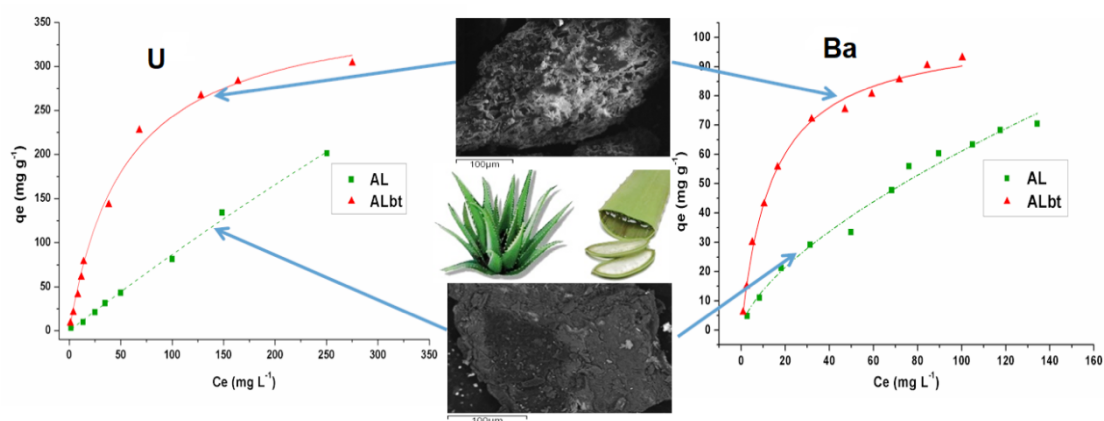 U
qe (mg g⁻¹)
350
300
250
200
150
100
50
0
AL
ALbt
0 50 100 150 200 250 300 350
Ce (mg L⁻¹)
100µm
100µm
Ba
qe (mg g⁻¹)
100
90
80
70
60
50
40
30
20
10
0
AL
ALbt
0 20 40 60 80 100 120 140 160
Ce (mg L⁻¹)